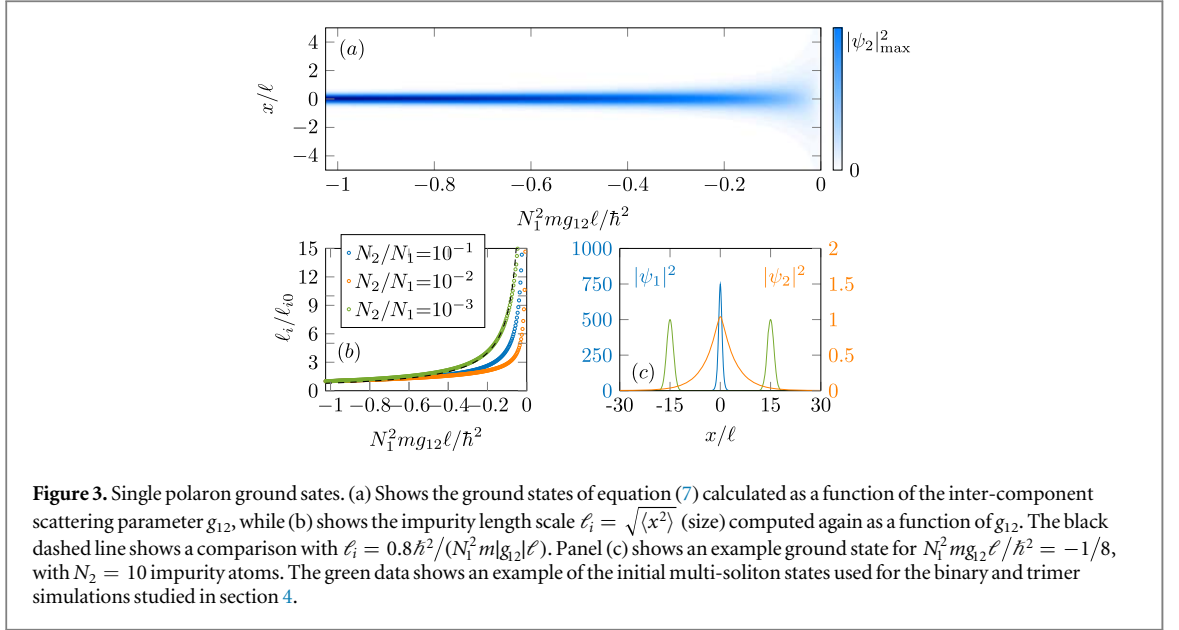 4
2
0
−2
−4
x/ℓ
(a)
|ψ₂|²max
0
−1 −0.8 −0.6 −0.4 −0.2 0
N₁²mg₁₂ℓ/ħ²
15
12
9
6
3
0
ℓᵢ/ℓᵢ₀
N₂/N₁=10⁻¹
N₂/N₁=10⁻²
N₂/N₁=10⁻³
(b)
−1 −0.8 −0.6 −0.4 −0.2 0
N₁²mg₁₂ℓ/ħ²
1000
750
500
250
0
|ψ₁|² |ψ₂|²
2
1.5
1
0.5
0
(c)
-30 -15 0 15 30
x/ℓ
Figure 3. Single polaron ground sates. (a) Shows the ground states of equation (7) calculated as a function of the inter-component
scattering parameter g₁₂, while (b) shows the impurity length scale ℓᵢ = √⟨x²⟩ (size) computed again as a function of g₁₂. The black
dashed line shows a comparison with ℓᵢ = 0.8ħ²/(N₁²m|g₁₂|ℓ). Panel (c) shows an example ground state for N₁²mg₁₂ℓ/ħ² = −1/8,
with N₂ = 10 impurity atoms. The green data shows an example of the initial multi-soliton states used for the binary and trimer
simulations studied in section 4.